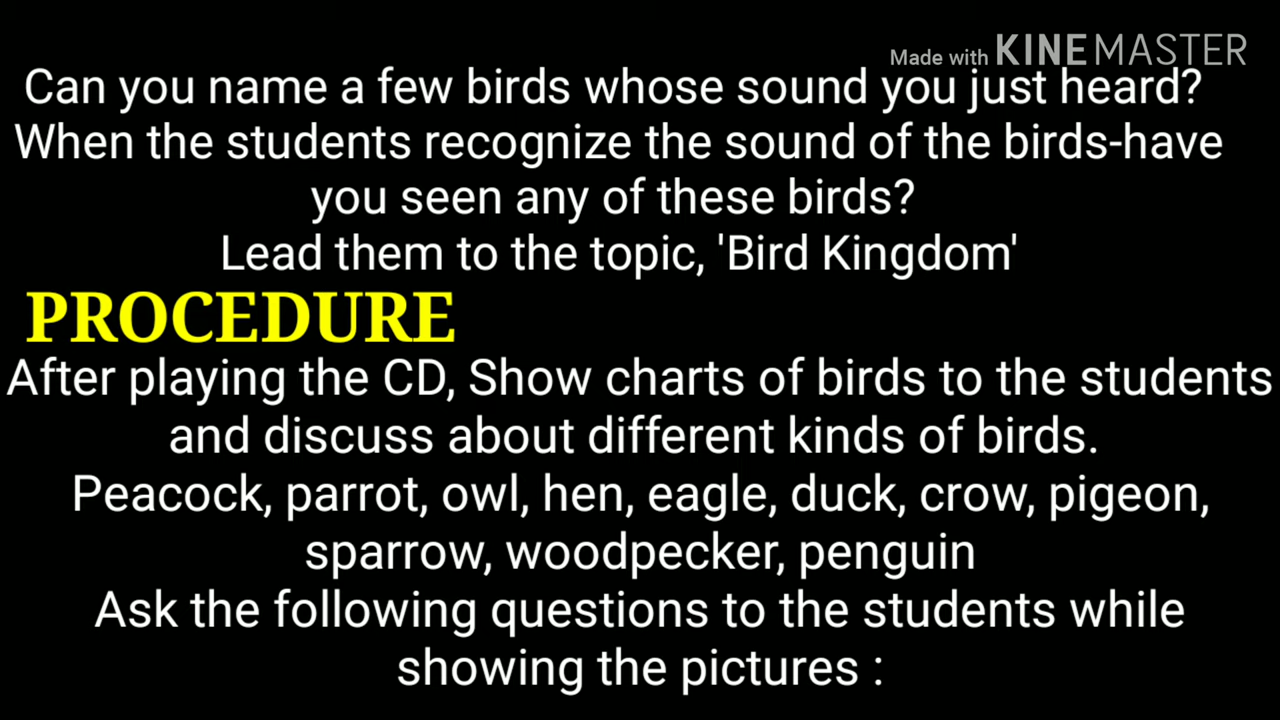 Made with KINEMASTER
Can you name a few birds whose sound you just heard?
When the students recognize the sound of the birds-have
you seen any of these birds?
Lead them to the topic, 'Bird Kingdom'
PROCEDURE
After playing the CD, Show charts of birds to the students
and discuss about different kinds of birds.
Peacock, parrot, owl, hen, eagle, duck, crow, pigeon,
sparrow, woodpecker, penguin
Ask the following questions to the students while
showing the pictures :